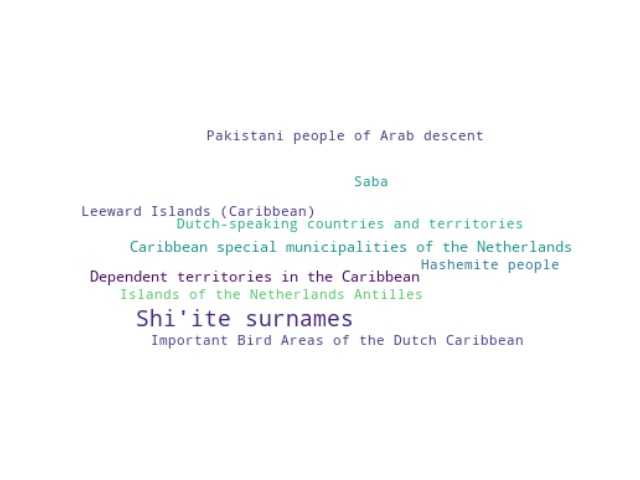 Pakistani people of Arab descent
Saba
Leeward Islands (Caribbean)
Dutch-speaking countries and territories
Caribbean special municipalities of the Netherlands
Hashemite people
Dependent territories in the Caribbean
Islands of the Netherlands Antilles
Shi'ite surnames
Important Bird Areas of the Dutch Caribbean